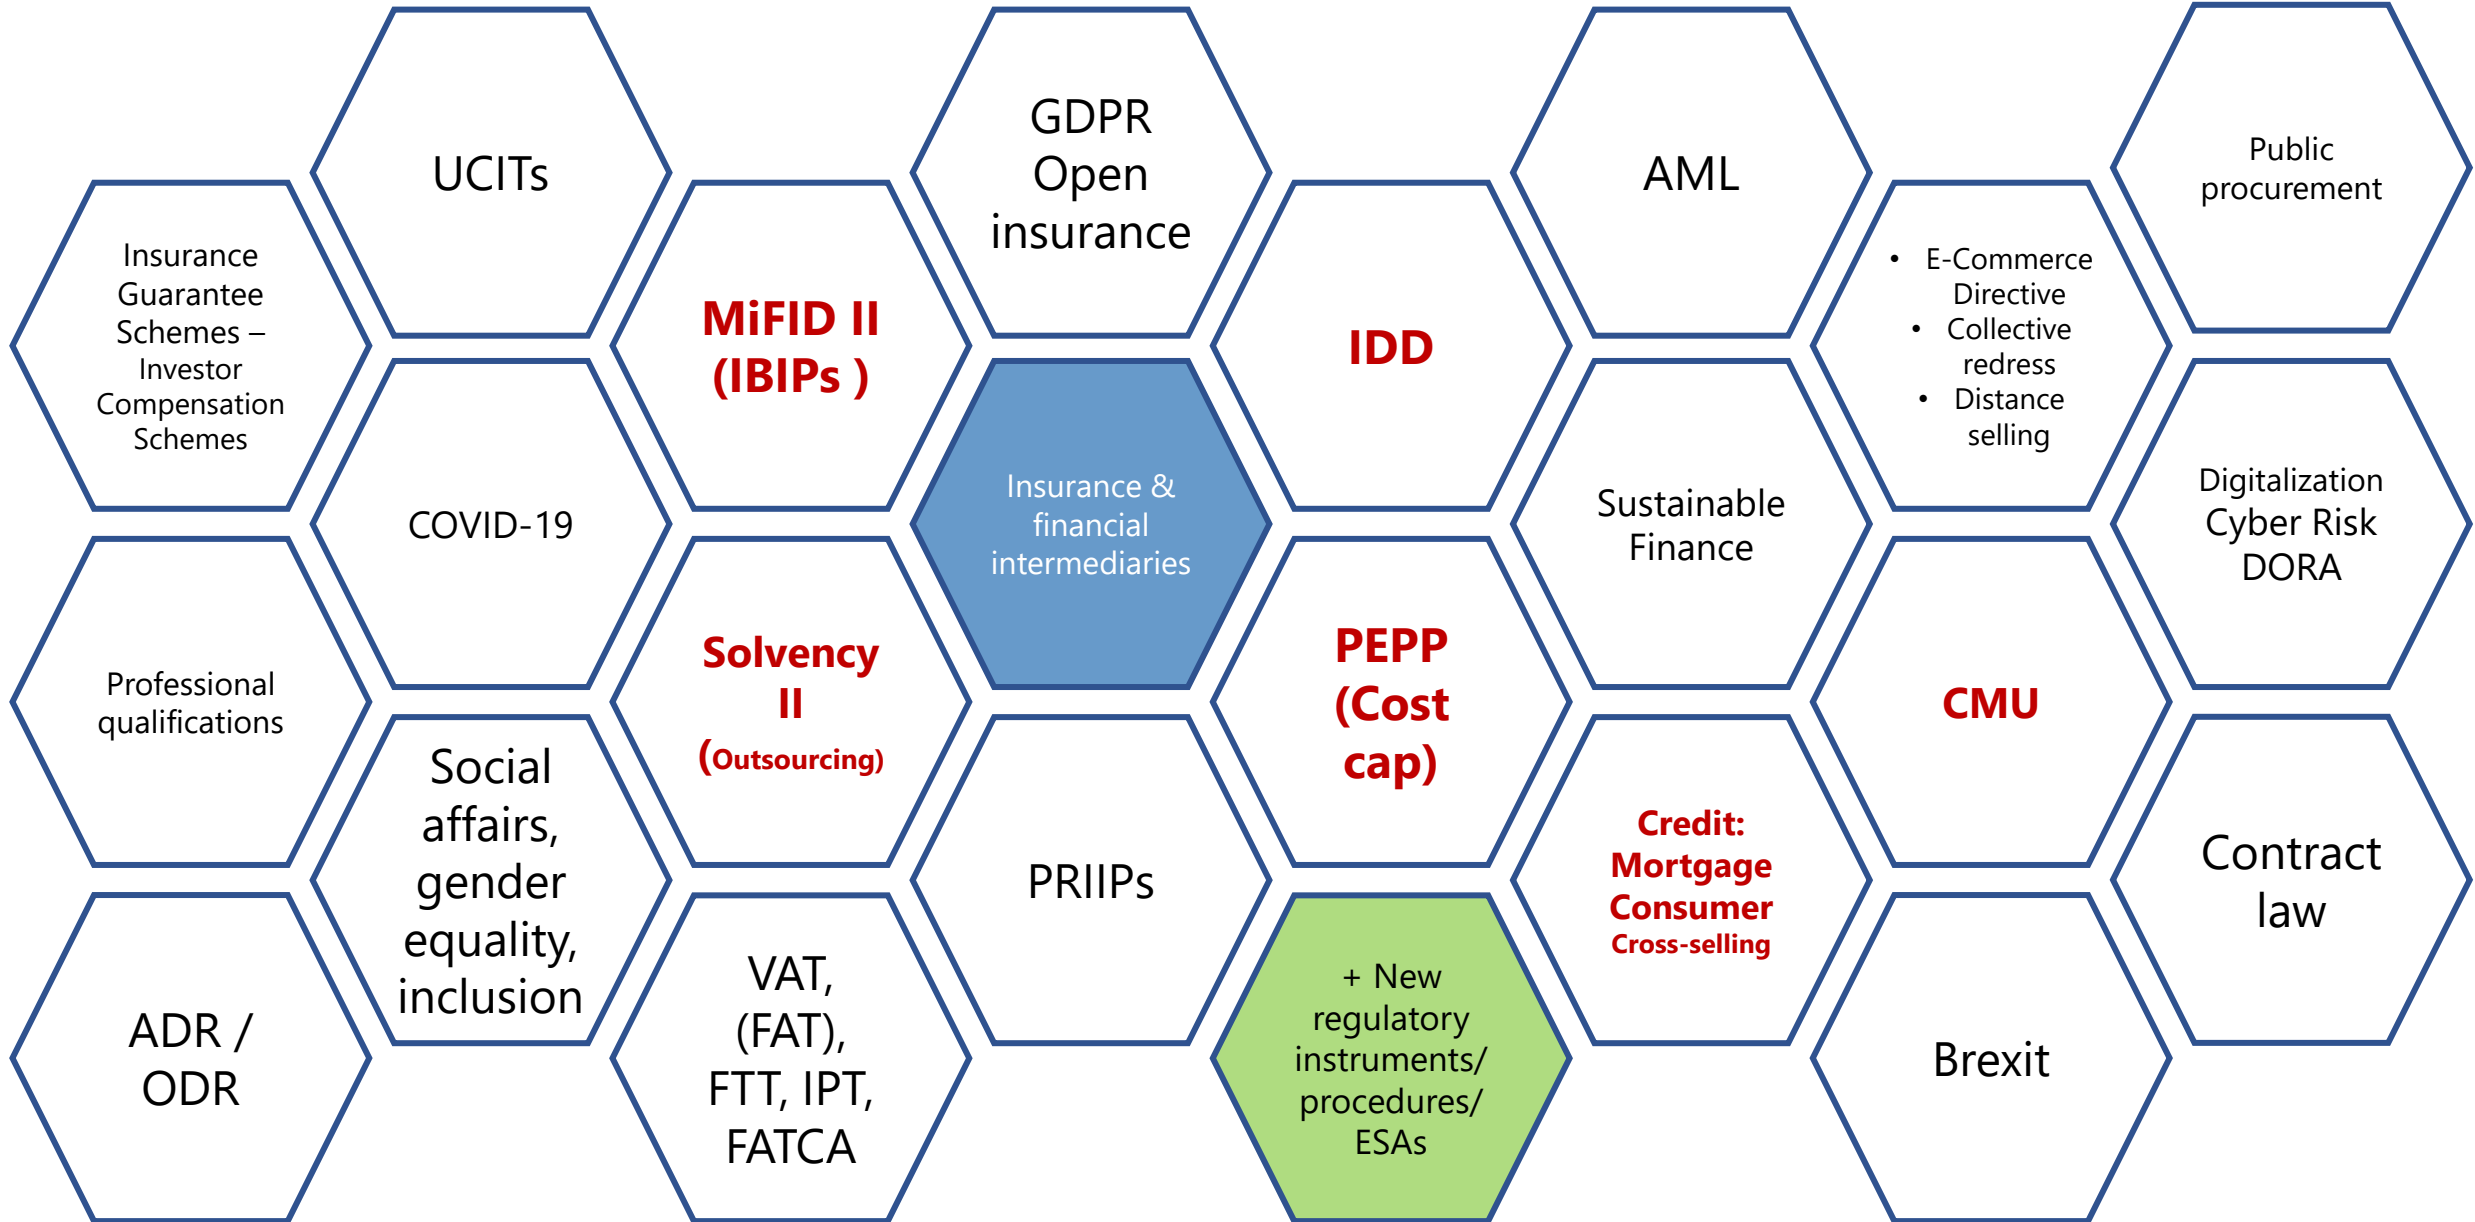 UCITs
GDPR
Open
insurance
AML
Public
procurement
Insurance
Guarantee
Schemes –
Investor
Compensation
Schemes
MiFID II
(IBIPs )
IDD
• E-Commerce
Directive
• Collective
redress
• Distance
selling
COVID-19
Insurance &
financial
intermediaries
Sustainable
Finance
Digitalization
Cyber Risk
DORA
Professional
qualifications
Solvency
II
(Outsourcing)
PEPP
(Cost
cap)
CMU
Social
affairs,
gender
equality,
inclusion
PRIIPs
Credit:
Mortgage
Consumer
Cross-selling
Contract
law
ADR /
ODR
VAT,
(FAT),
FTT, IPT,
FATCA
+ New
regulatory
instruments/
procedures/
ESAs
Brexit